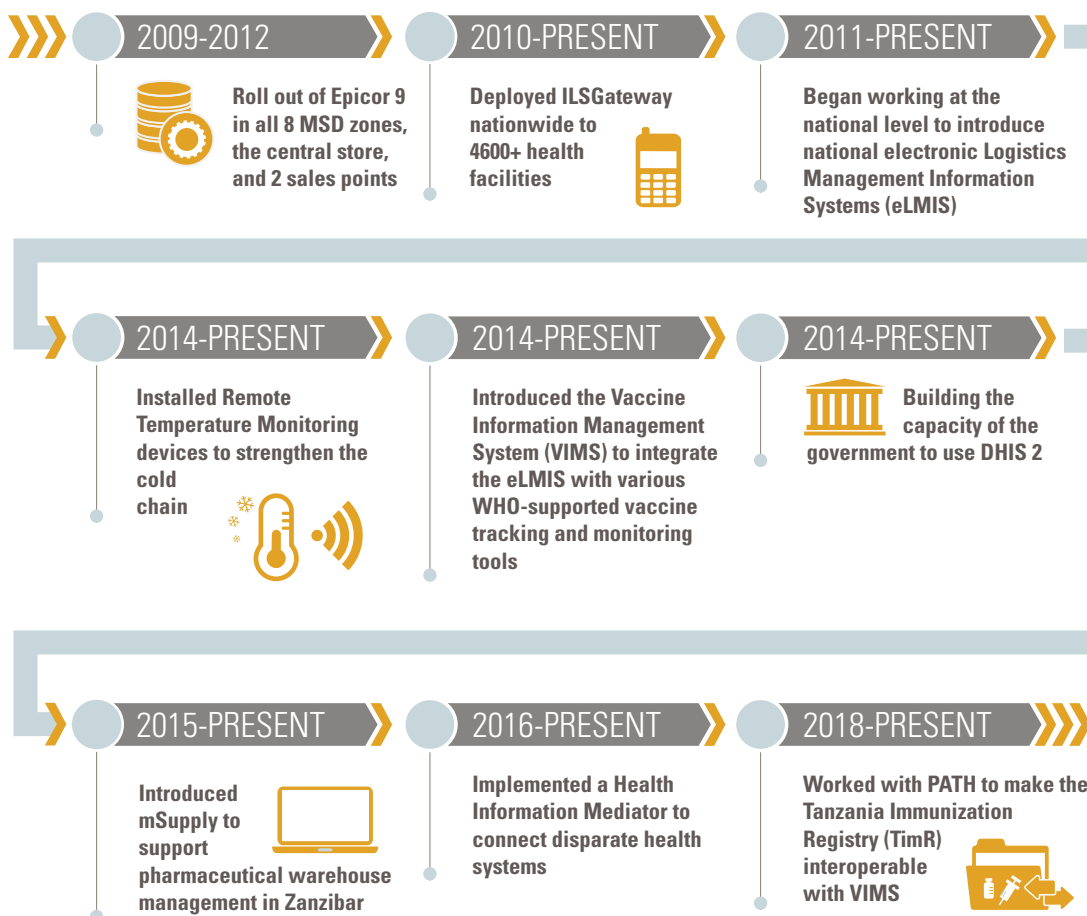 2009-2012
Roll out of Epicor 9
in all 8 MSD zones,
the central store,
and 2 sales points
2010-PRESENT
Deployed ILSGateway
nationwide to
4600+ health
facilities
2011-PRESENT
Began working at the
national level to introduce
national electronic Logistics
Management Information
Systems (eLMIS)
2014-PRESENT
Installed Remote
Temperature Monitoring
devices to strengthen the
cold
chain
2014-PRESENT
Introduced the Vaccine
Information Management
System (VIMS) to integrate
the eLMIS with various
WHO-supported vaccine
tracking and monitoring
tools
2014-PRESENT
Building the
capacity of the
government to use DHIS 2
2015-PRESENT
Introduced
mSupply to
support
pharmaceutical warehouse
management in Zanzibar
2016-PRESENT
Implemented a Health
Information Mediator to
connect disparate health
systems
2018-PRESENT
Worked with PATH to make the
Tanzania Immunization
Registry (TimR)
interoperable
with VIMS